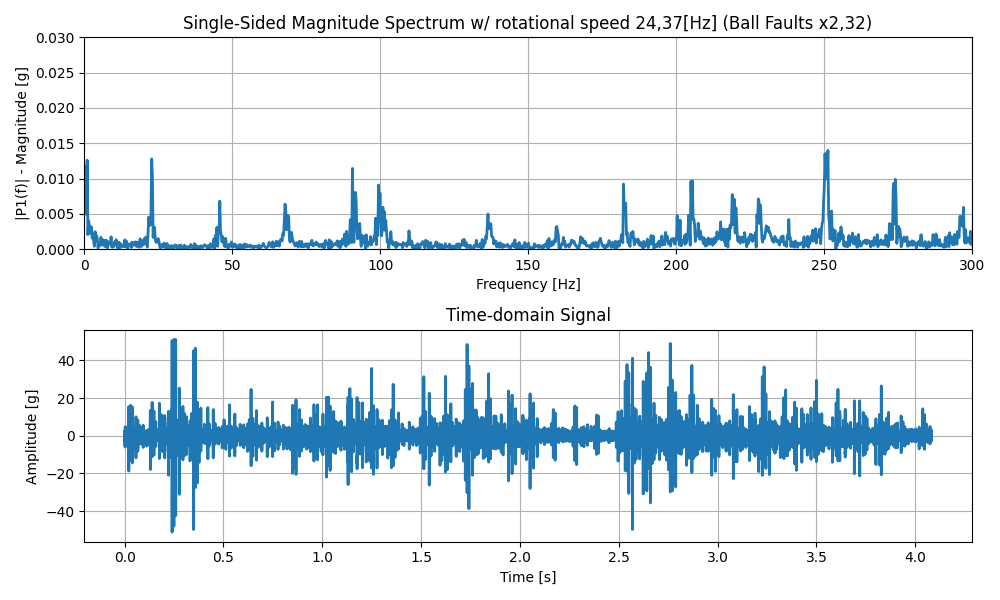 Single-Sided Magnitude Spectrum w/ rotational speed 24,37[Hz] (Ball Faults x2,32)
|P1(f)| - Magnitude [g]
0.030
0.025
0.020
0.015
0.010
0.005
0.000
0 50 100 150 200 250 300
Frequency [Hz]
Time-domain Signal
Amplitude [g]
40
20
0
−20
−40
0.0 0.5 1.0 1.5 2.0 2.5 3.0 3.5 4.0
Time [s]